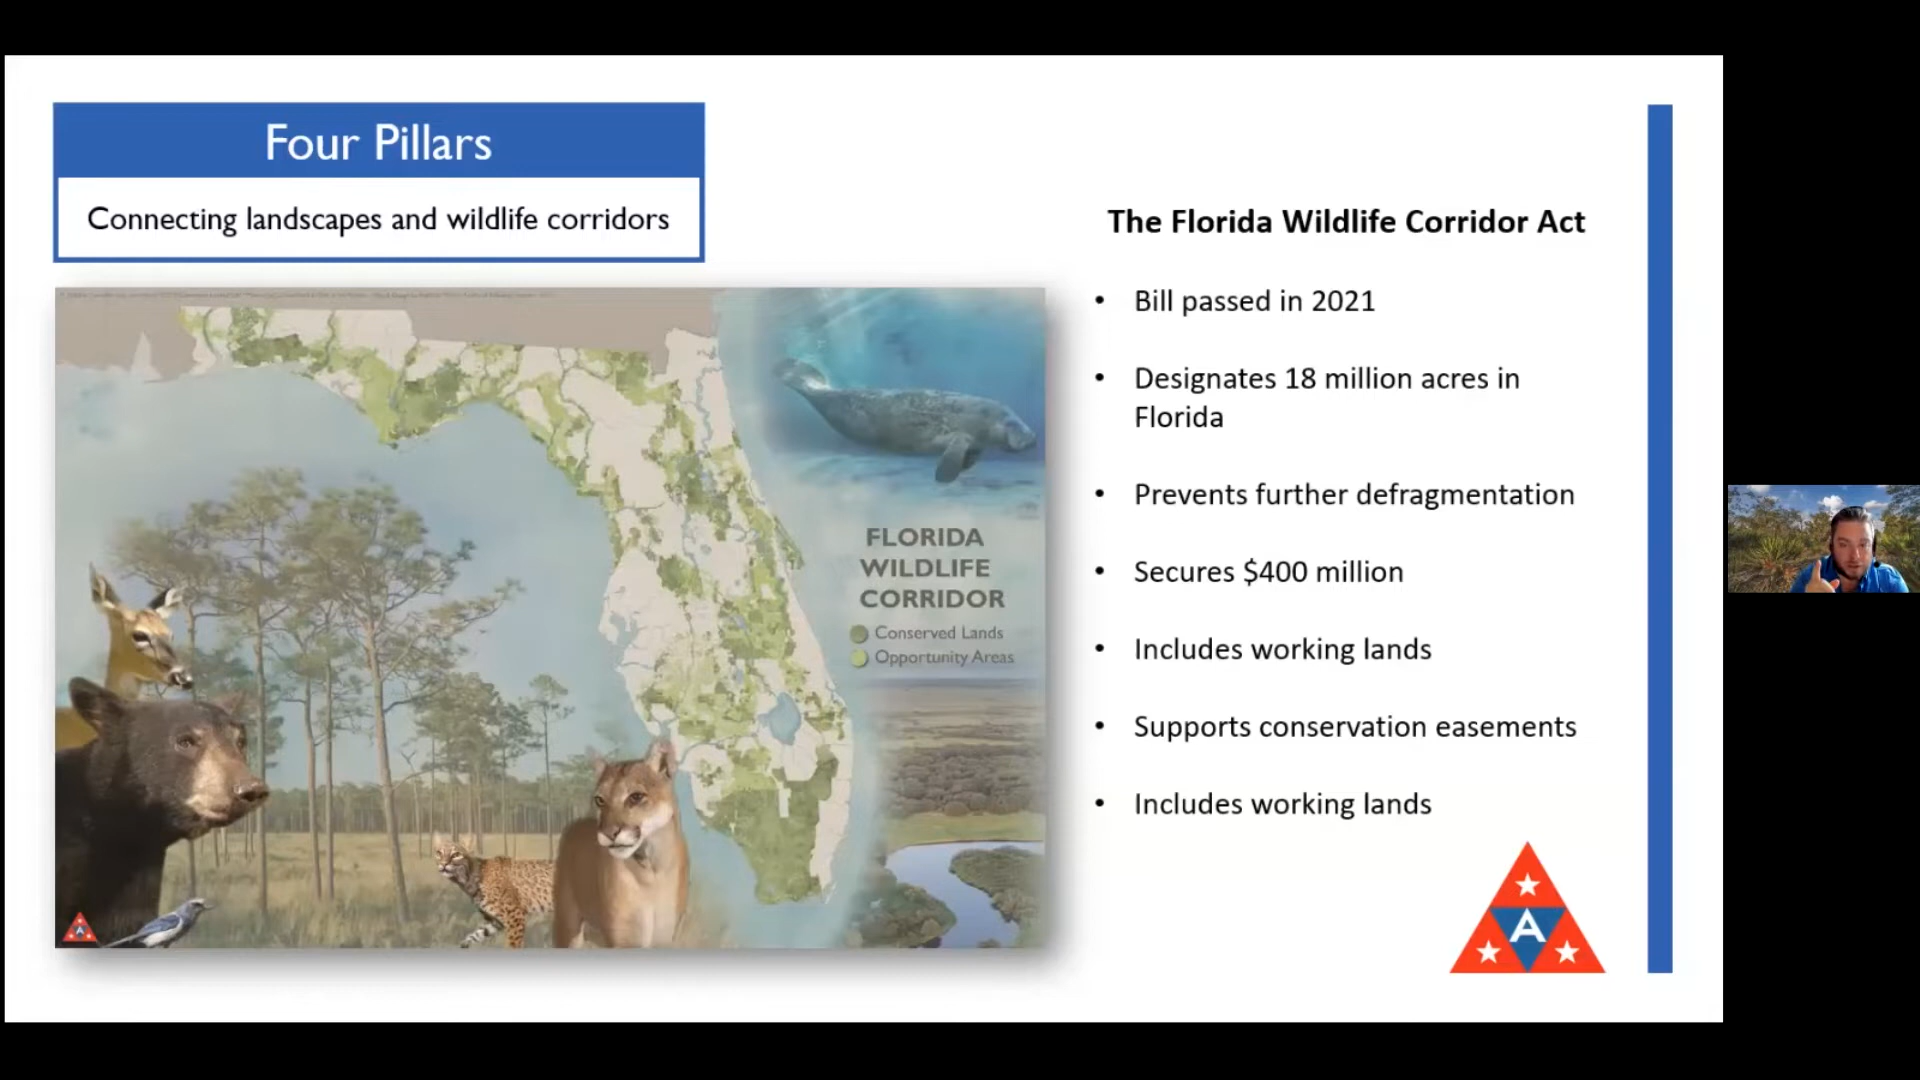 Four Pillars
Connecting landscapes and wildlife corridors
The Florida Wildlife Corridor Act
• Bill passed in 2021
• Designates 18 million acres in
Florida
• Prevents further defragmentation
• Secures $400 million
• Includes working lands
• Supports conservation easements
• Includes working lands
FLORIDA
WILDLIFE
CORRIDOR
Conserved Lands
Opportunity Areas
A
A